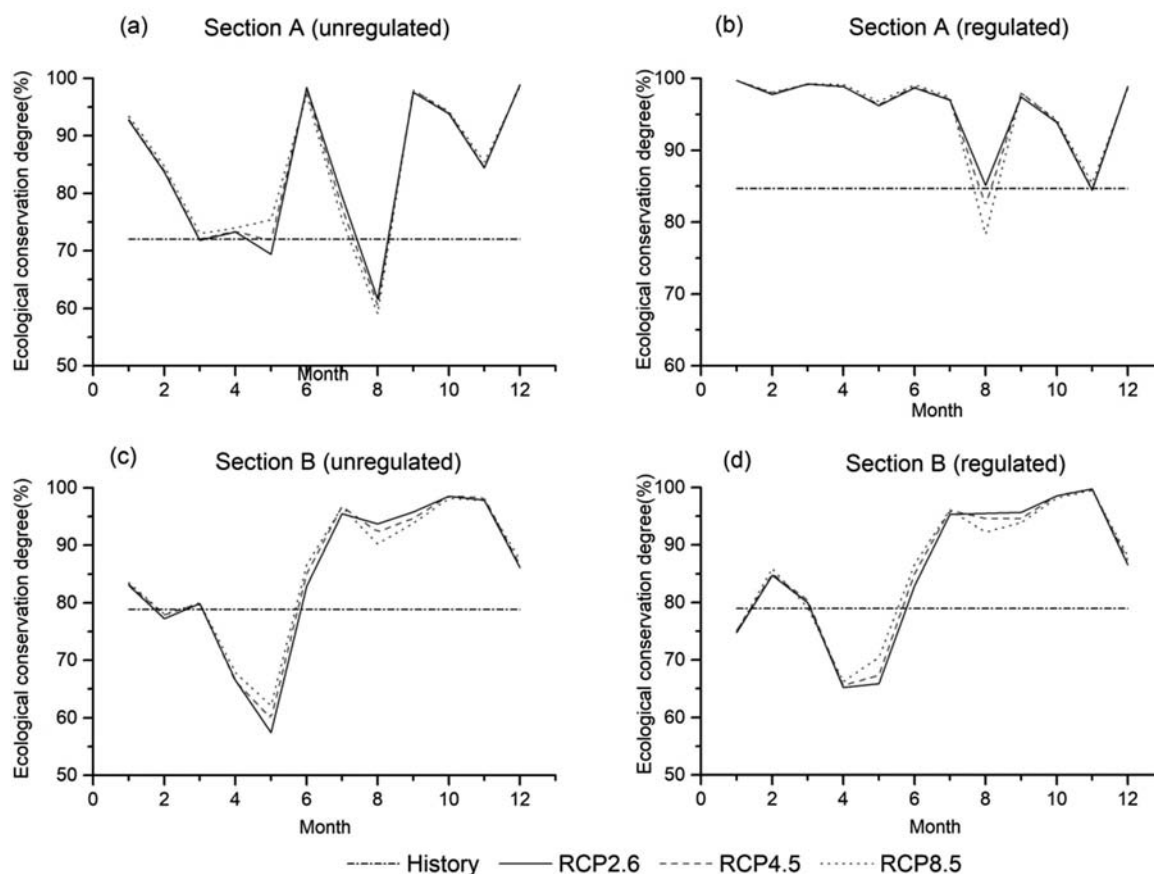 (a) Section A (unregulated)
Ecological conservation degree(%)
100
90
80
70
60
50
0 2 4 6 8 10 12
Month
(b) Section A (regulated)
Ecological conservation degree(%)
100
90
80
70
60
0 2 4 6 8 10 12
Month
(c) Section B (unregulated)
Ecological conservation degree(%)
100
90
80
70
60
50
0 2 4 6 8 10 12
Month
(d) Section B (regulated)
Ecological conservation degree(%)
100
90
80
70
60
50
0 2 4 6 8 10 12
Month
History RCP2.6 RCP4.5 RCP8.5